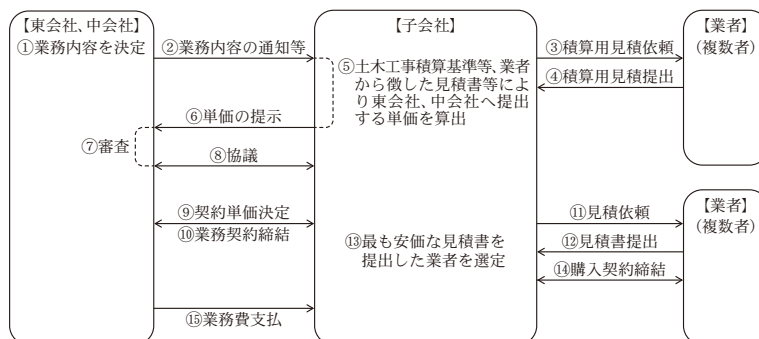 【東会社、中会社】
①業務内容を決定
②業務内容の通知等
【子会社】
③積算用見積依頼
【業者】
(複数者)
④積算用見積提出
⑤土木工事積算基準等、業者
から徴した見積書等によ
り東会社、中会社へ提出
する単価を算出
⑥単価の提示
⑦審査
⑧協議
⑨契約単価決定
⑩業務契約締結
⑪見積依頼
【業者】
(複数者)
⑫見積書提出
⑬最も安価な見積書を
提出した業者を選定
⑭購入契約締結
⑮業務費支払